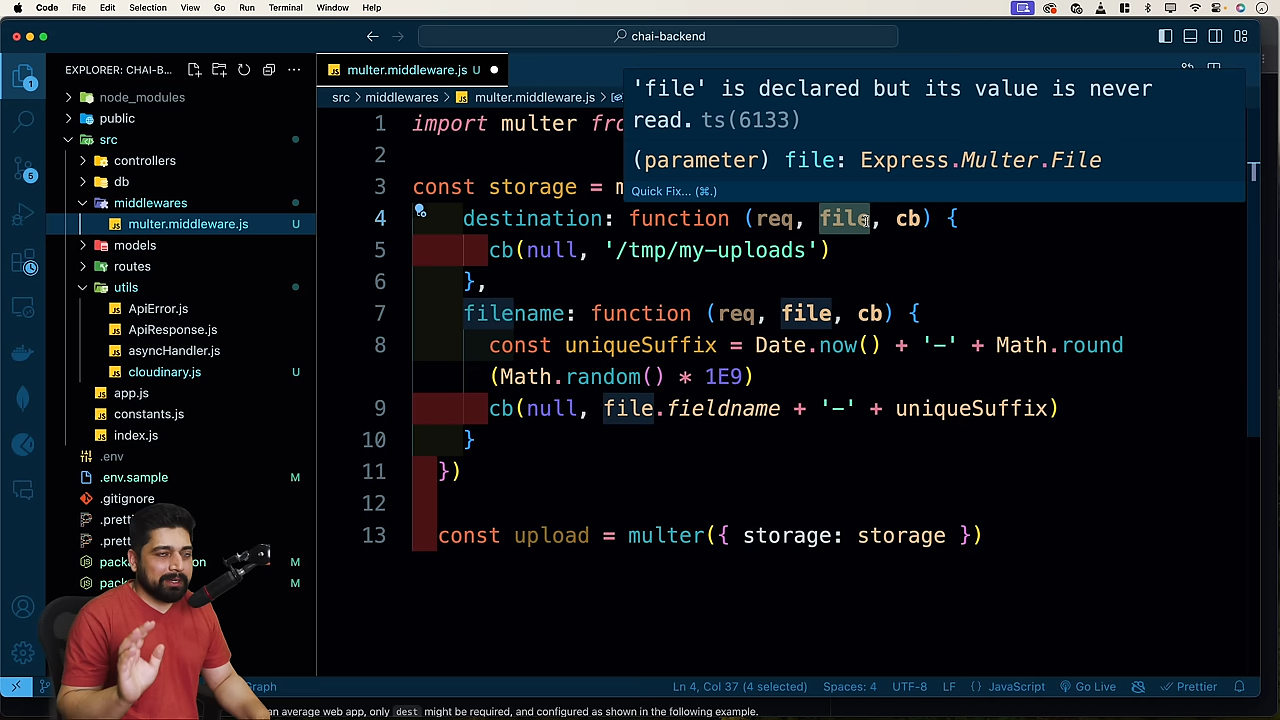 Code File Edit Selection View Go Run Terminal Window Help
chai-backend
EXPLORER: CHAI-B...
multer.middleware.js U
src > middlewares > multer.middleware.js >
node_modules
public
src
controllers
db
middlewares
multer.middleware.js U
models
routes
utils
ApiError.js
ApiResponse.js
asyncHandler.js
cloudinary.js
app.js
constants.js
index.js
.env
.env.sample M
.gitignore
.prett
.prett
pack on M
pack M
1
5
'file' is declared but its value is never
read. ts(6133)
(parameter) file: Express.Multer.File
Quick Fix... (⌘.)
1 import multer fro
2
3 const storage = m
4 destination: function (req, file, cb) {
5 cb(null, '/tmp/my-uploads')
6 },
7 filename: function (req, file, cb) {
8 const uniqueSuffix = Date.now() + '-' + Math.round
(Math.random() * 1E9)
9 cb(null, file.fieldname + '-' + uniqueSuffix)
10 }
11 })
12
13 const upload = multer({ storage: storage })
Graph Ln 4, Col 37 (4 selected) Spaces: 4 UTF-8 LF {} JavaScript Go Live Prettier
an average web app, only dest might be required, and configured as shown in the following example.